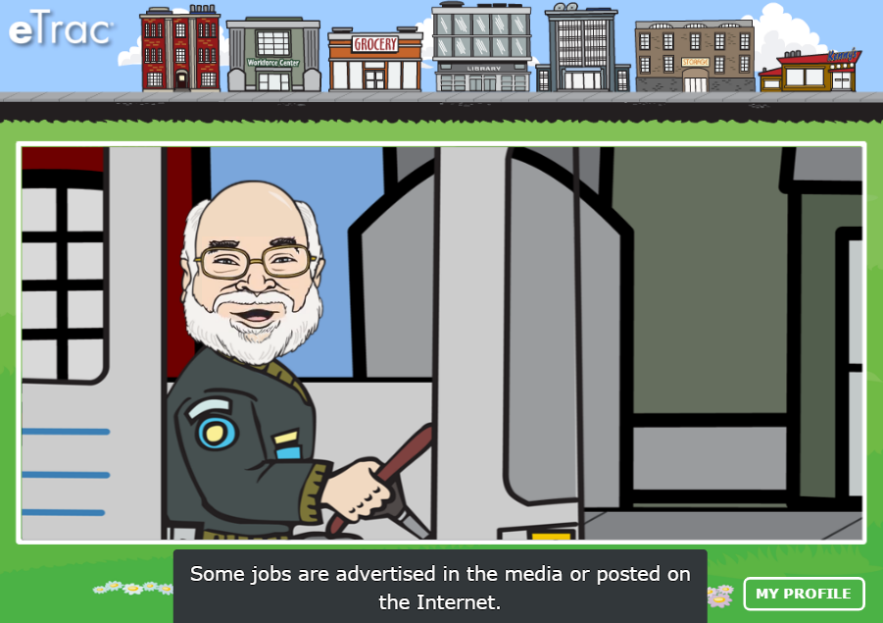 eTrac
Workforce Center
GROCERY
LIBRARY
STORAGE
Some jobs are advertised in the media or posted on
the Internet.
MY PROFILE